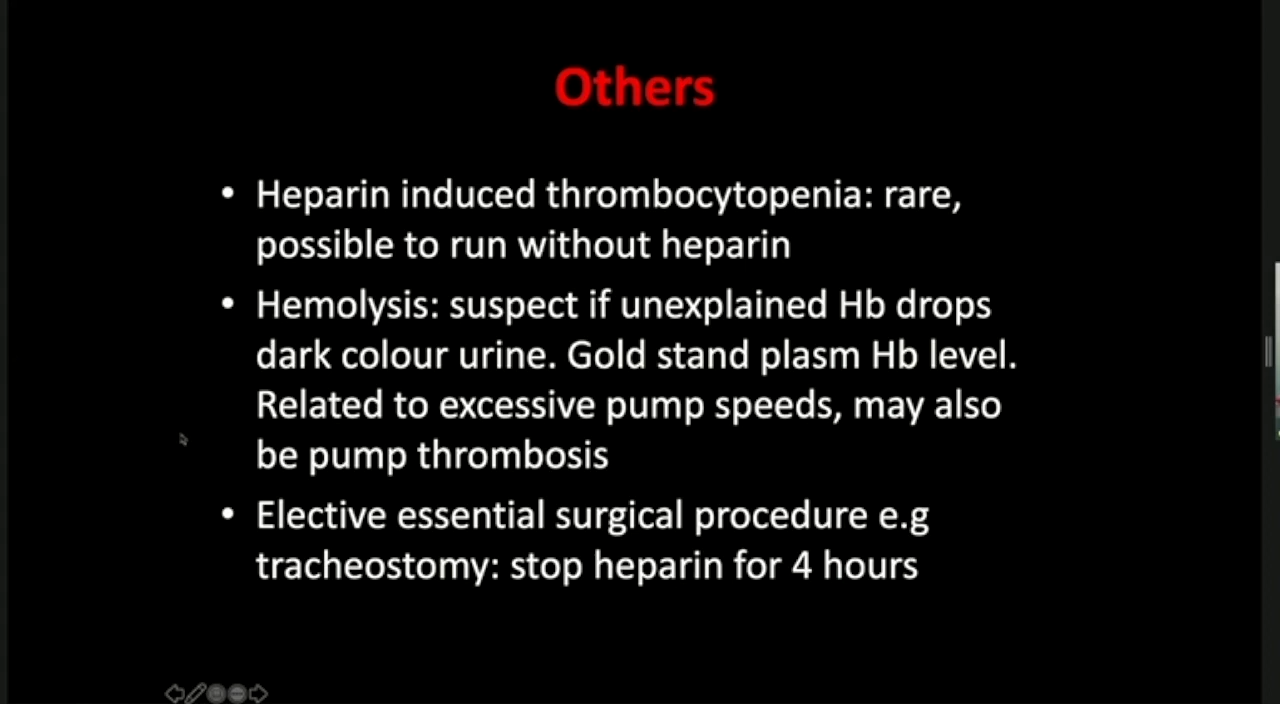 Others
• Heparin induced thrombocytopenia: rare,
possible to run without heparin
• Hemolysis: suspect if unexplained Hb drops
dark colour urine. Gold stand plasm Hb level.
Related to excessive pump speeds, may also
be pump thrombosis
• Elective essential surgical procedure e.g
tracheostomy: stop heparin for 4 hours